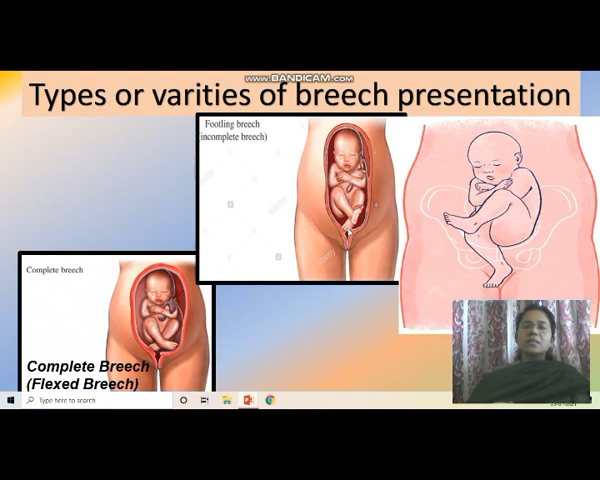 WWW.BANDICAM.COM
Types or varities of breech presentation
Footling breech
(incomplete breech)
Complete breech
Complete Breech
(Flexed Breech)
Type here to search